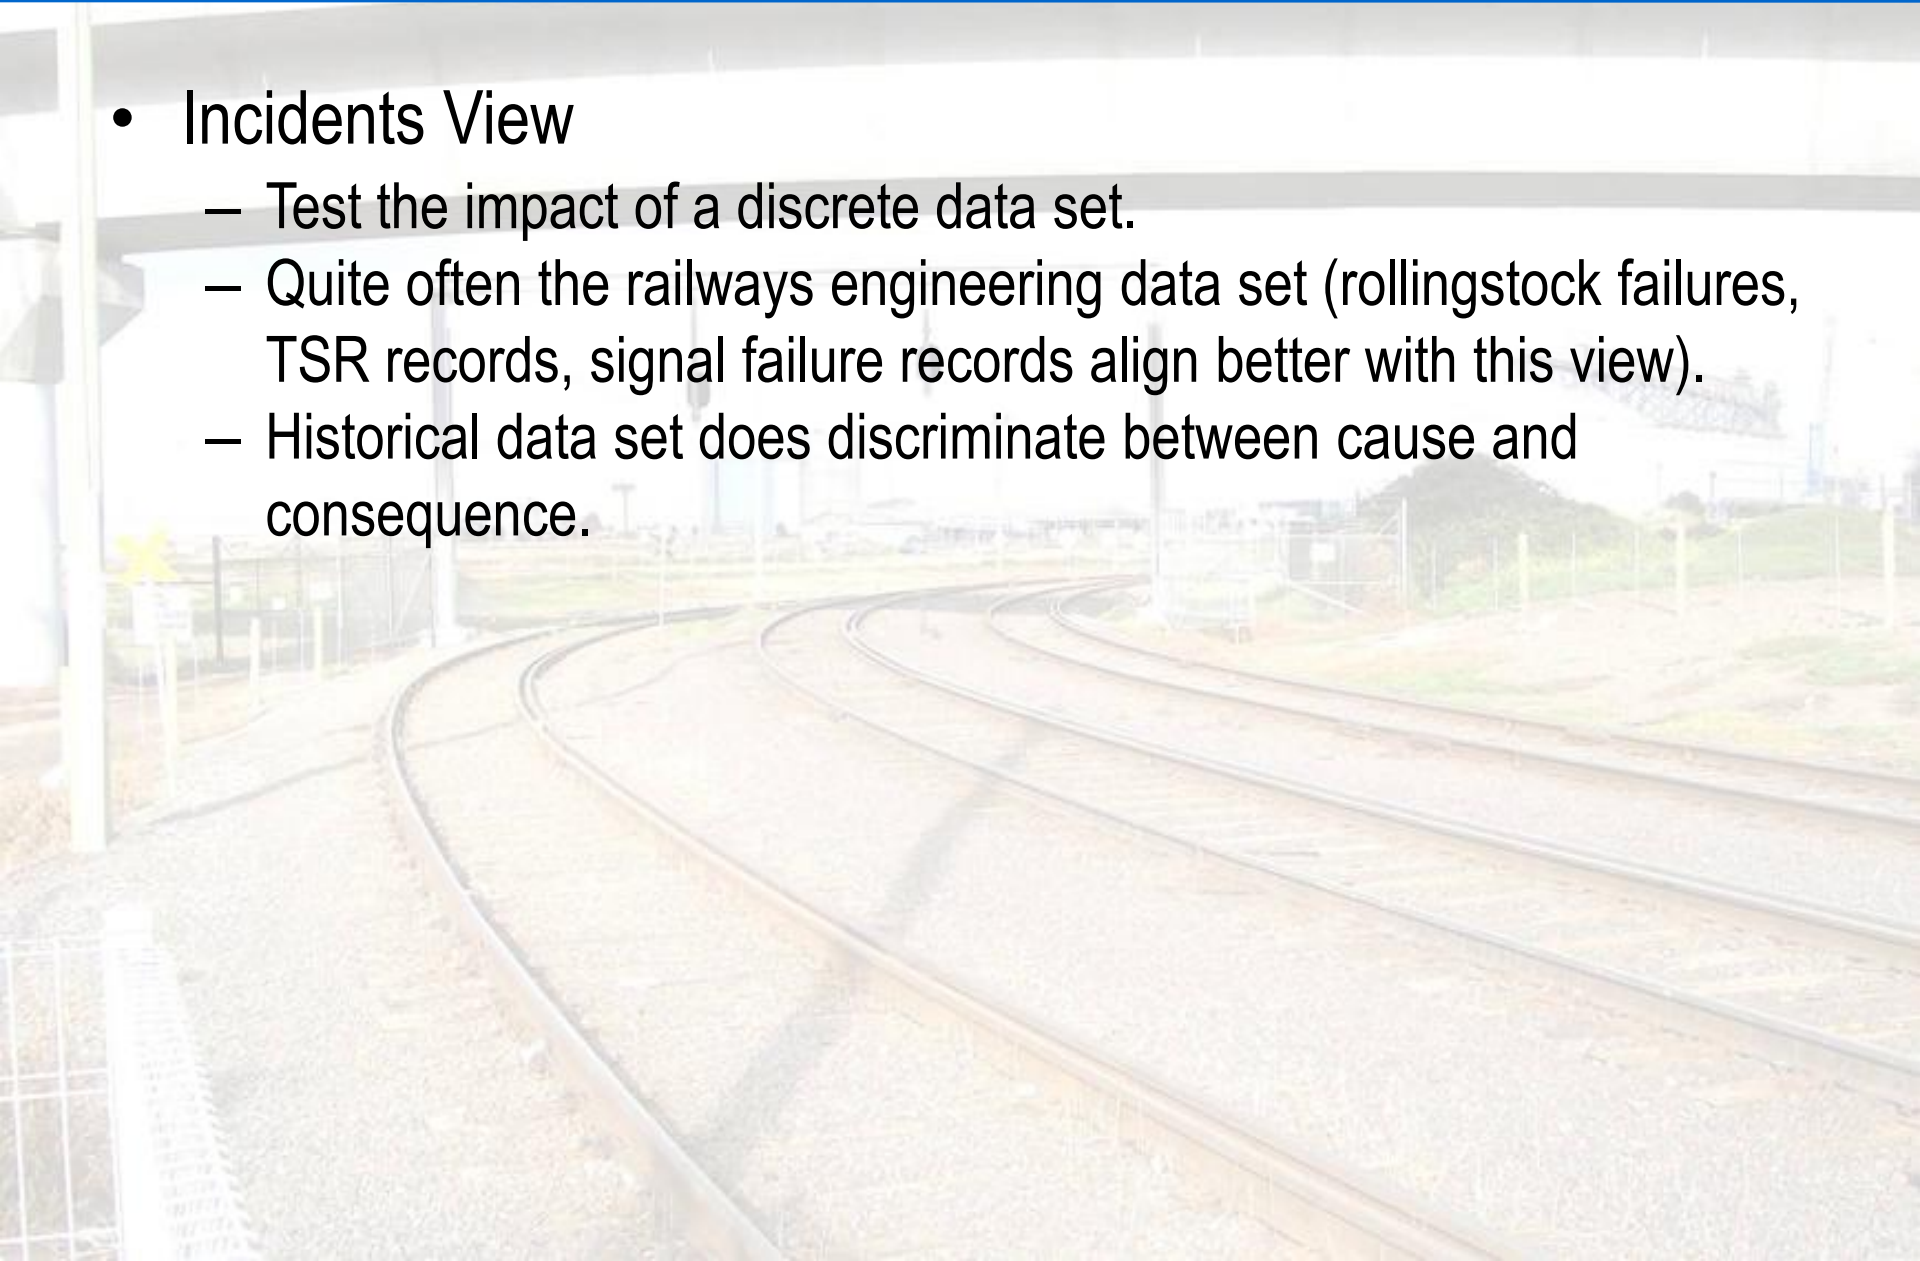 • Incidents View
– Test the impact of a discrete data set.
– Quite often the railways engineering data set (rollingstock failures,
TSR records, signal failure records align better with this view).
– Historical data set does discriminate between cause and
consequence.